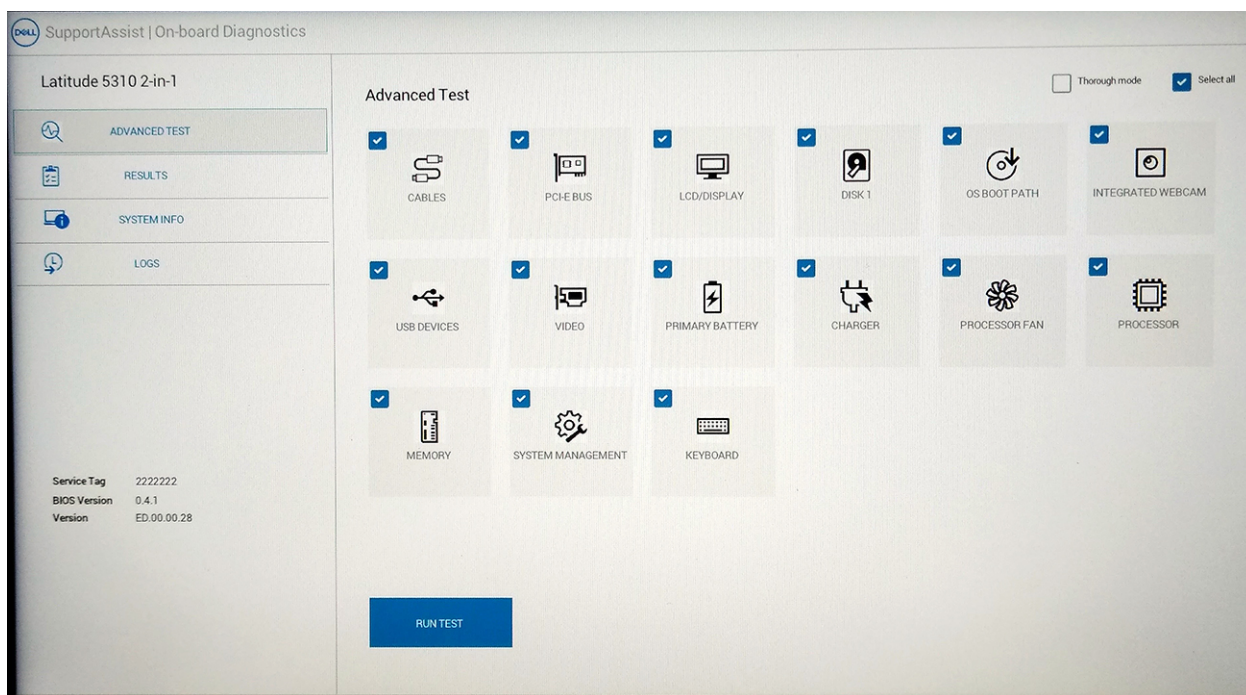 DELL SupportAssist | On-board Diagnostics
Latitude 5310 2-in-1
ADVANCED TEST
RESULTS
SYSTEM INFO
LOGS
Service Tag 2222222
BIOS Version 0.4.1
Version ED.00.00.28
Advanced Test
Thorough mode
Select all
CABLES
PCI-E BUS
LCD/DISPLAY
DISK 1
OS BOOT PATH
INTEGRATED WEBCAM
USB DEVICES
VIDEO
PRIMARY BATTERY
CHARGER
PROCESSOR FAN
PROCESSOR
MEMORY
SYSTEM MANAGEMENT
KEYBOARD
RUN TEST